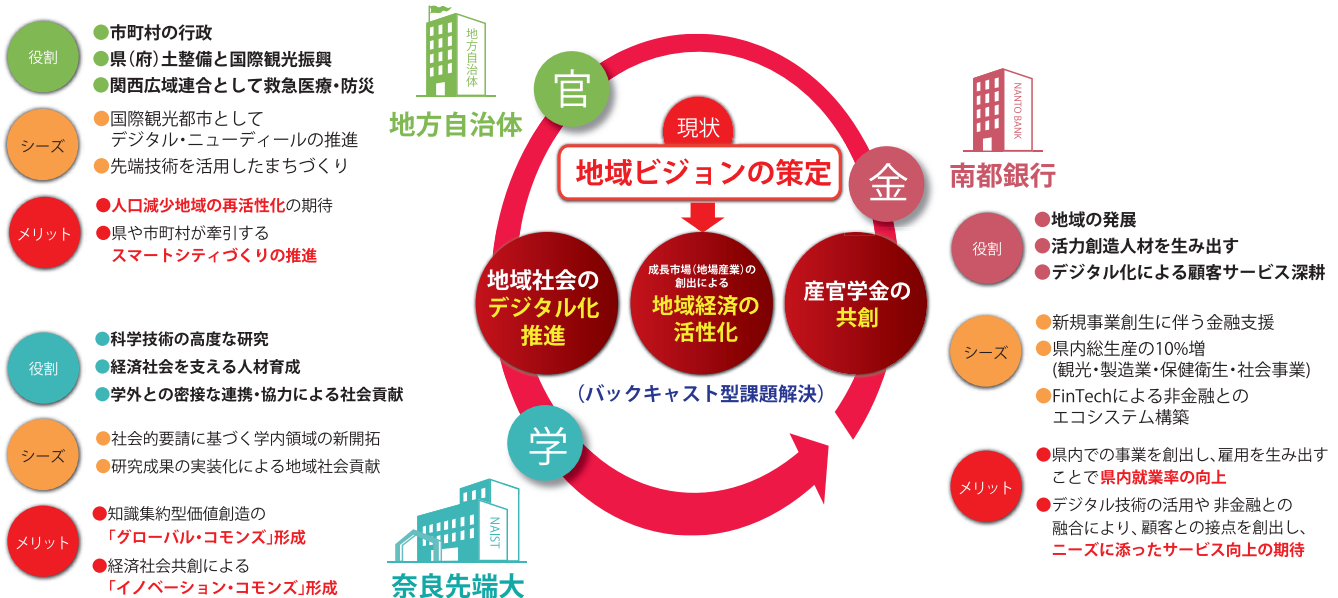 役割
●市町村の行政
●県（府）土整備と国際観光振興
●関西広域連合として救急医療・防災
シーズ
●国際観光都市として
デジタル・ニューディールの推進
●先端技術を活用したまちづくり
メリット
●人口減少地域の再活性化の期待
●県や市町村が牽引する
スマートシティづくりの推進
地方自治体
地方自治体
役割
●科学技術の高度な研究
●経済社会を支える人材育成
●学外との密接な連携・協力による社会貢献
シーズ
●社会的要請に基づく学内領域の新開拓
●研究成果の実装化による地域社会貢献
メリット
●知識集約型価値創造の
「グローバル・コモンズ」形成
●経済社会共創による
「イノベーション・コモンズ」形成
NAIST
奈良先端大
官
現状
地域ビジョンの策定
金
地域社会の
デジタル化
推進
成長市場（地場産業）の
創出による
地域経済の
活性化
産官学金の
共創
（バックキャスト型課題解決）
学
NANTO BANK
南都銀行
役割
●地域の発展
●活力創造人材を生み出す
●デジタル化による顧客サービス深耕
シーズ
●新規事業創生に伴う金融支援
●県内総生産の10%増
(観光・製造業・保健衛生・社会事業)
●FinTechによる非金融との
エコシステム構築
メリット
●県内での事業を創出し、雇用を生み出す
ことで県内就業率の向上
●デジタル技術の活用や 非金融との
融合により、顧客との接点を創出し、
ニーズに添ったサービス向上の期待